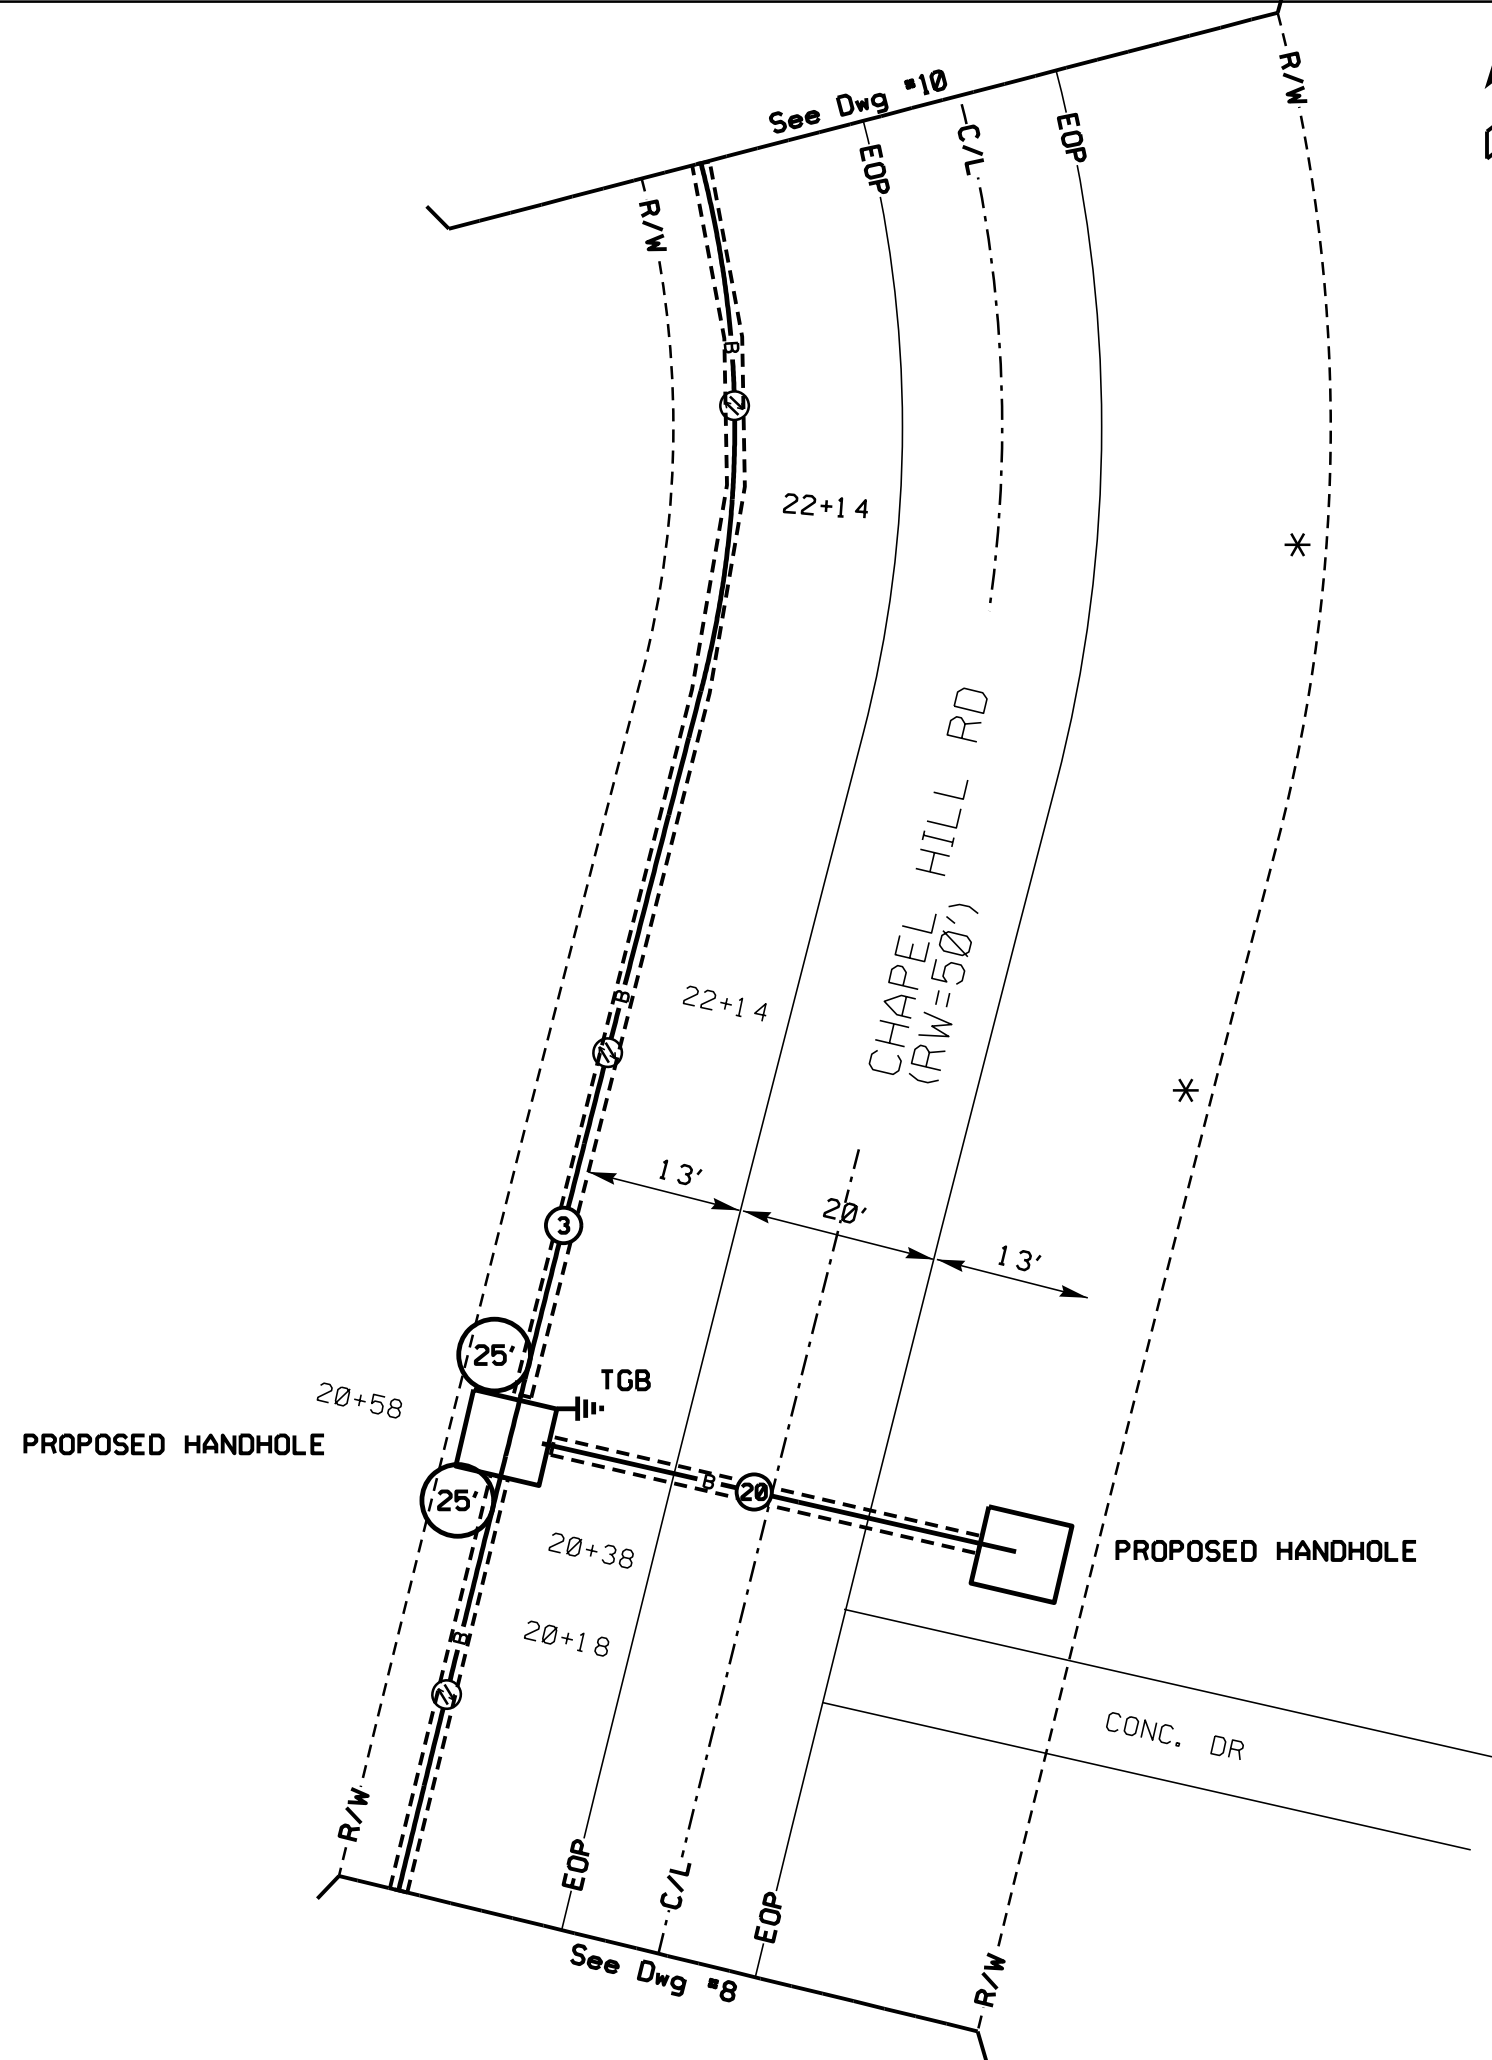 See Dwg #10
R/W
EOP
C/L
EOP
R/W
B
22+14
CHAPEL HILL RD
(RW=50')
B
22+14
13'
20'
13'
3
25'
TGB
20+58
PROPOSED HANDHOLE
B
20
25'
20+38
PROPOSED HANDHOLE
20+18
B
CONC. DR
R/W
EOP
C/L
EOP
R/W
See Dwg #8